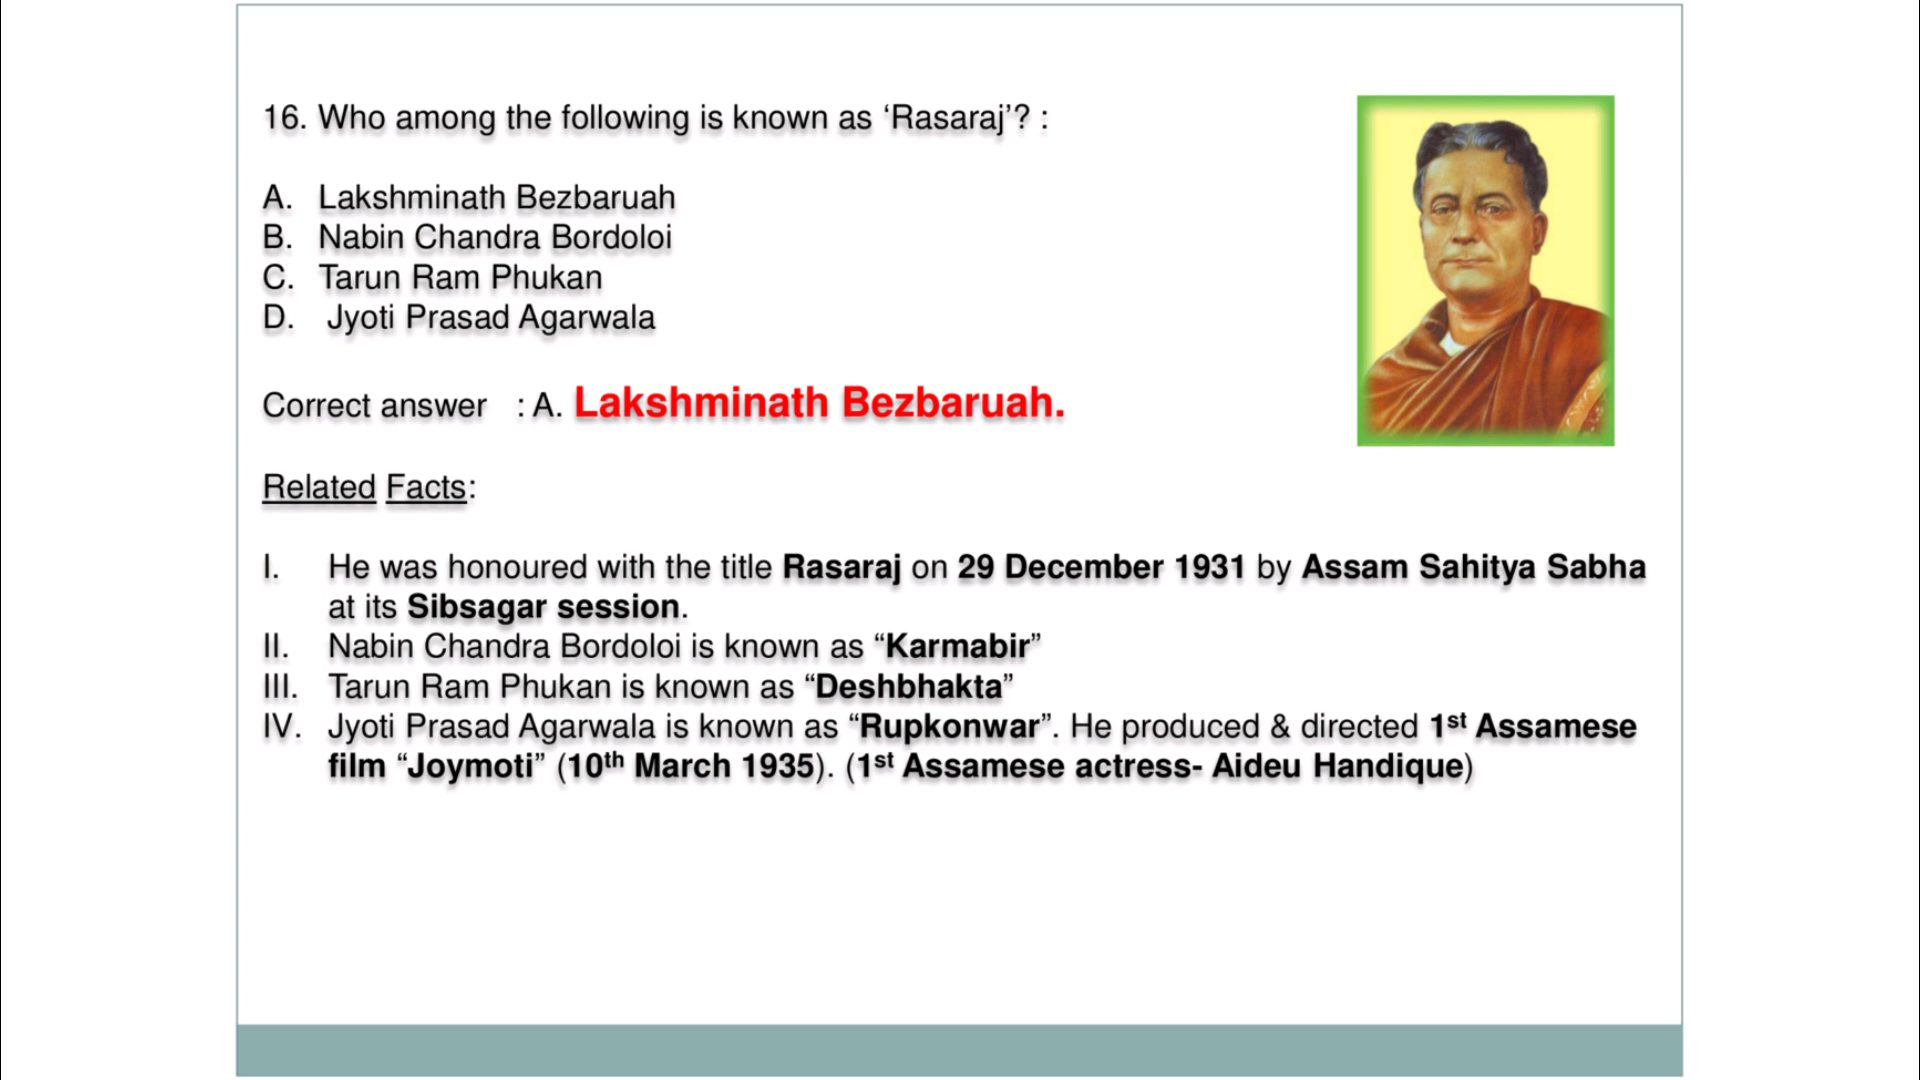 16. Who among the following is known as ‘Rasaraj’? :
A. Lakshminath Bezbaruah
B. Nabin Chandra Bordoloi
C. Tarun Ram Phukan
D. Jyoti Prasad Agarwala
Correct answer : A. Lakshminath Bezbaruah.
Related Facts:
I. He was honoured with the title Rasaraj on 29 December 1931 by Assam Sahitya Sabha
at its Sibsagar session.
II. Nabin Chandra Bordoloi is known as “Karmabir”
III. Tarun Ram Phukan is known as “Deshbhakta”
IV. Jyoti Prasad Agarwala is known as “Rupkonwar”. He produced & directed 1st Assamese
film “Joymoti” (10th March 1935). (1st Assamese actress- Aideu Handique)